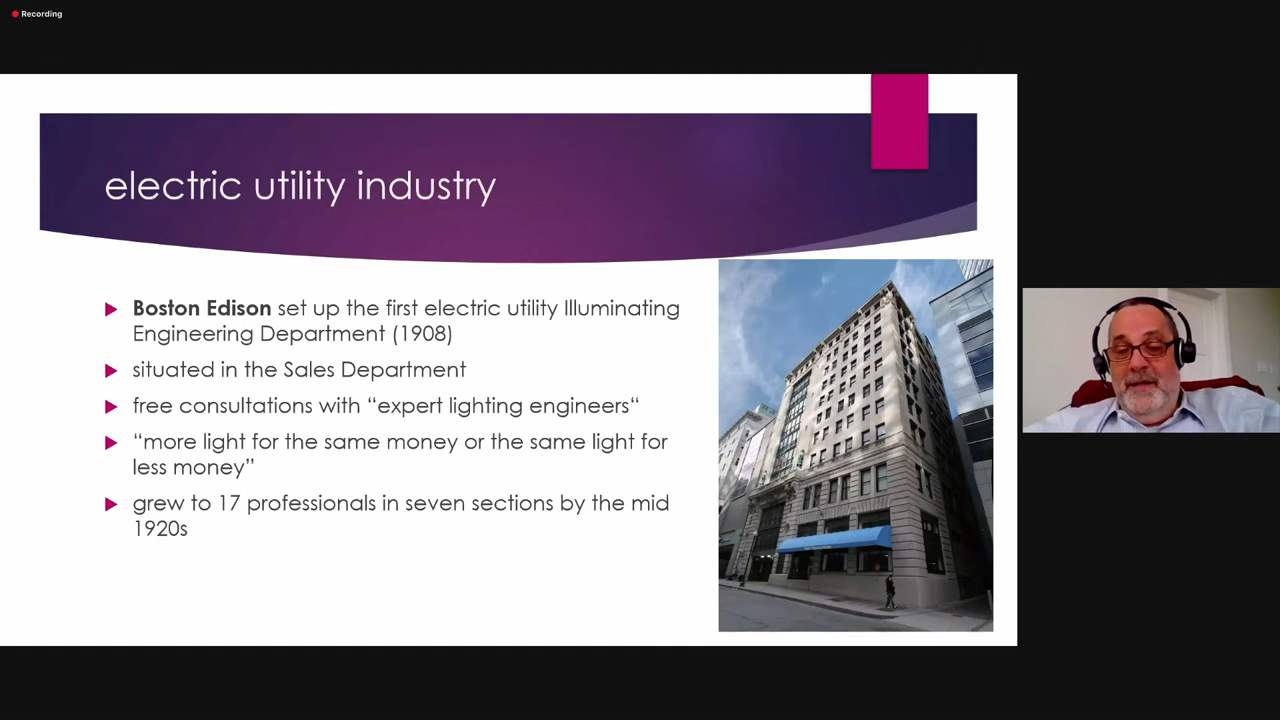 Recording
electric utility industry
Boston Edison set up the first electric utility Illuminating
Engineering Department (1908)
situated in the Sales Department
free consultations with “expert lighting engineers“
“more light for the same money or the same light for
less money”
grew to 17 professionals in seven sections by the mid
1920s